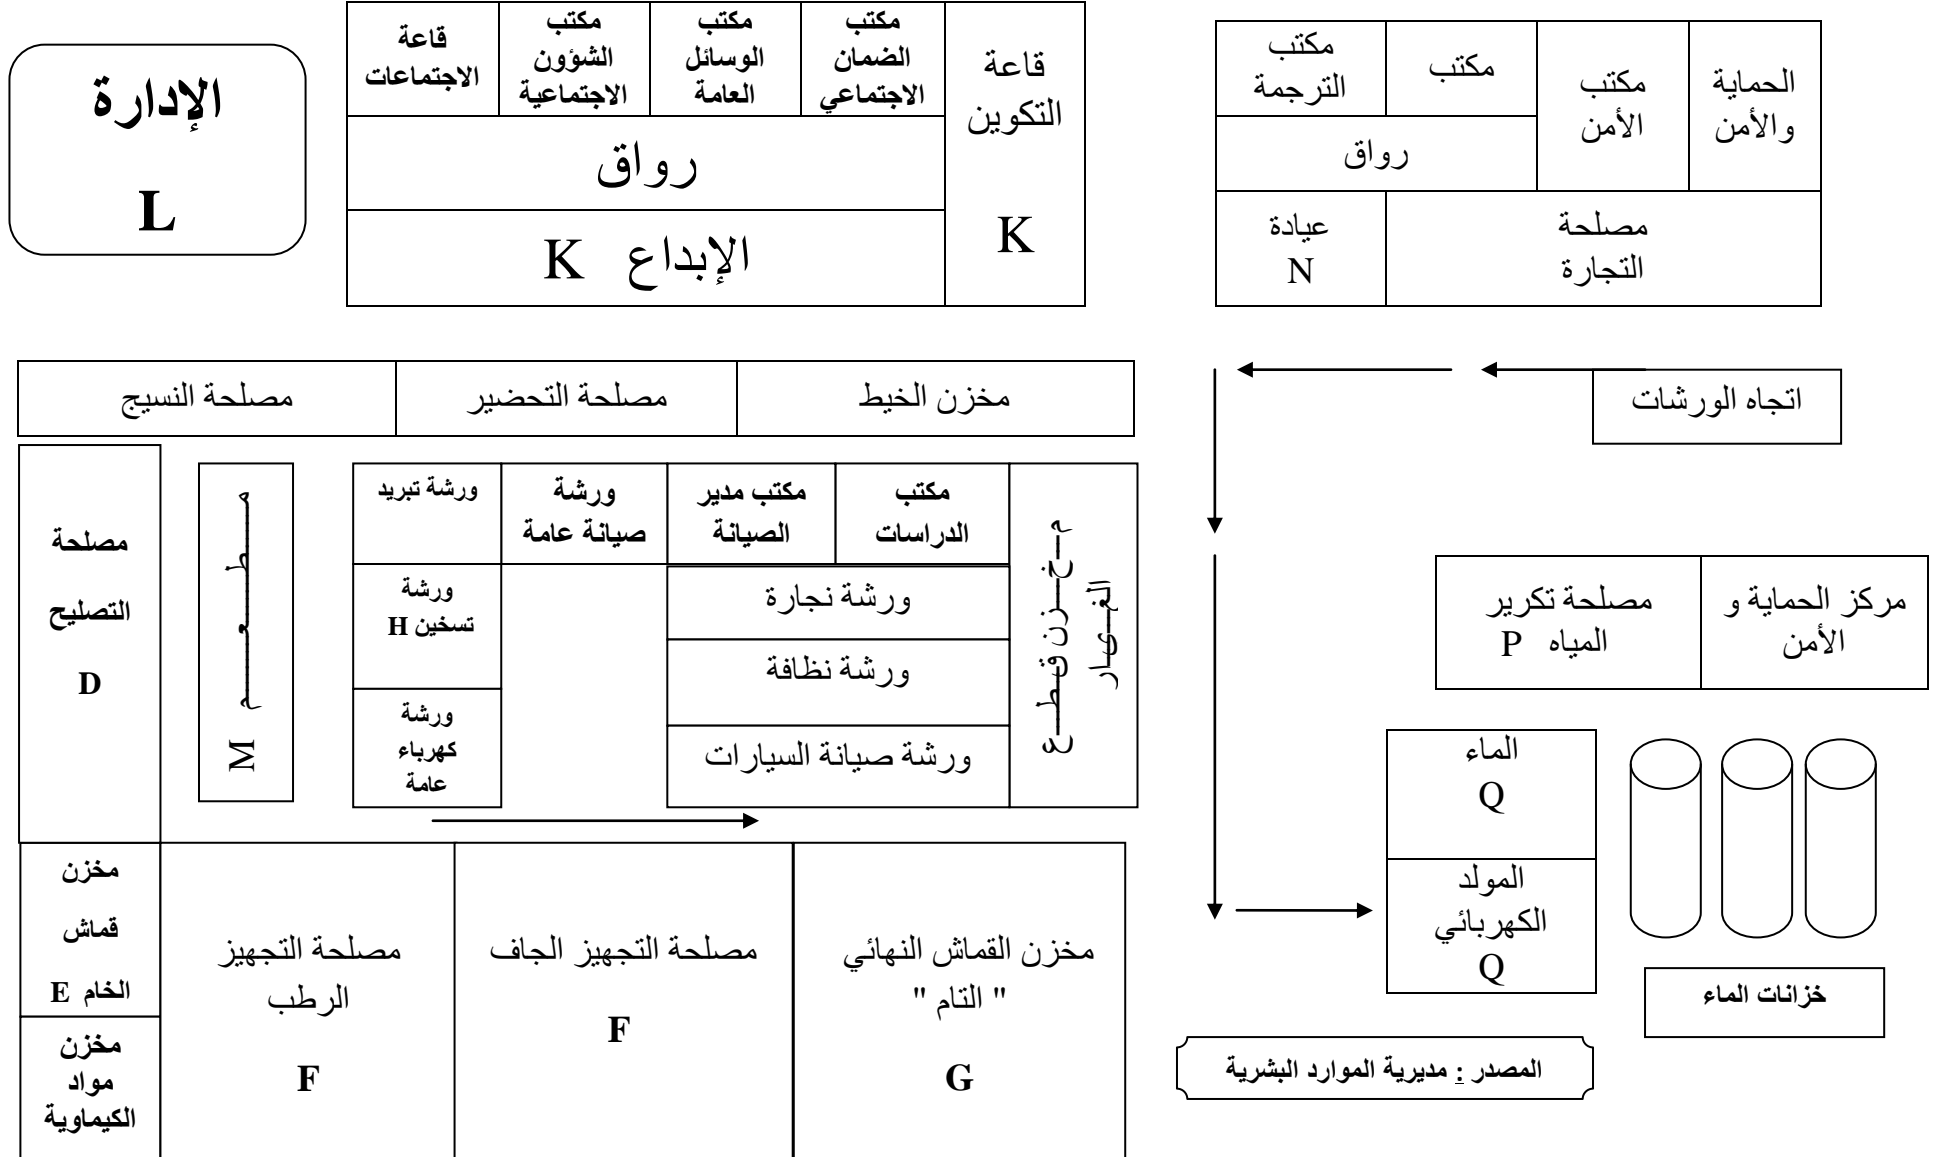 الحماية
والأمن
مكتب
الأمن
مكتب
مكتب
الترجمة
رواق
مصلحة
التجارة
عيادة
N
قاعة
التكوين
K
مكتب
الضمان
الاجتماعي
مكتب
الوسائل
العامة
مكتب
الشؤون
الاجتماعية
قاعة
الاجتماعات
رواق
الإبداع K
الإدارة
L
اتجاه الورشات
مخزن الخيط
مصلحة التحضير
مصلحة النسيج
مـخـزن قـطـع
الغـيـار
مكتب
الدراسات
مكتب مدير
الصيانة
ورشة
صيانة عامة
ورشة تبريد
ورشة نجارة
ورشة نظافة
ورشة صيانة السيارات
ورشة
تسخين H
ورشة
كهرباء
عامة
مـــطـــعـــم M
مصلحة
التصليح
D
مركز الحماية و
الأمن
مصلحة تكرير
المياه P
الماء
Q
المولد
الكهربائي
Q
خزانات الماء
مخزن القماش النهائي
" التام "
G
مصلحة التجهيز الجاف
F
مصلحة التجهيز
الرطب
F
مخزن
قماش
الخام E
مخزن
مواد
الكيماوية
المصدر : مديرية الموارد البشرية